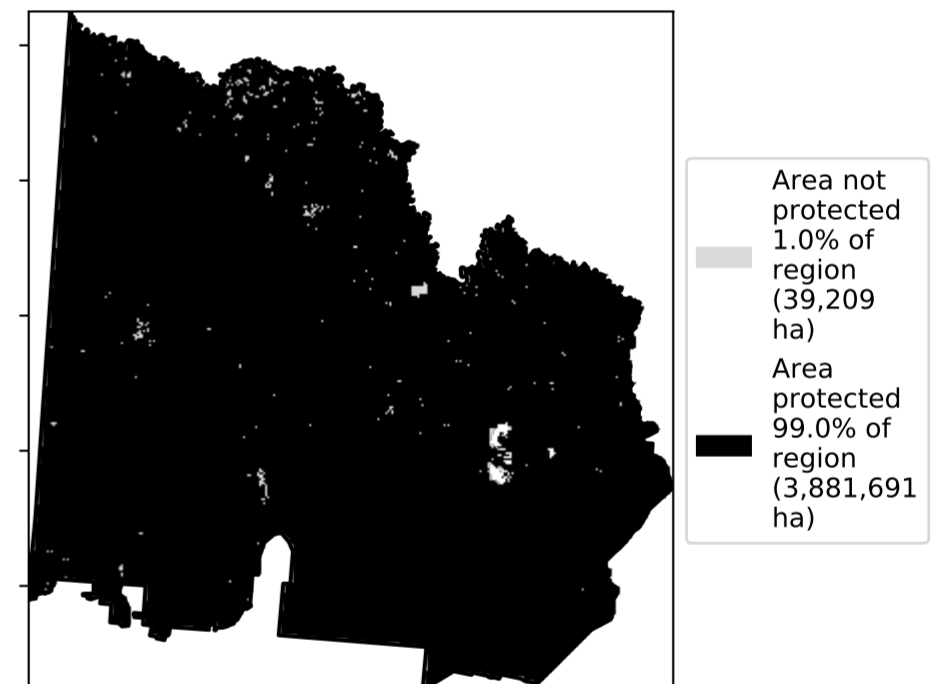 Area not
protected
1.0% of
region
(39,209
ha)
Area
protected
99.0% of
region
(3,881,691
ha)